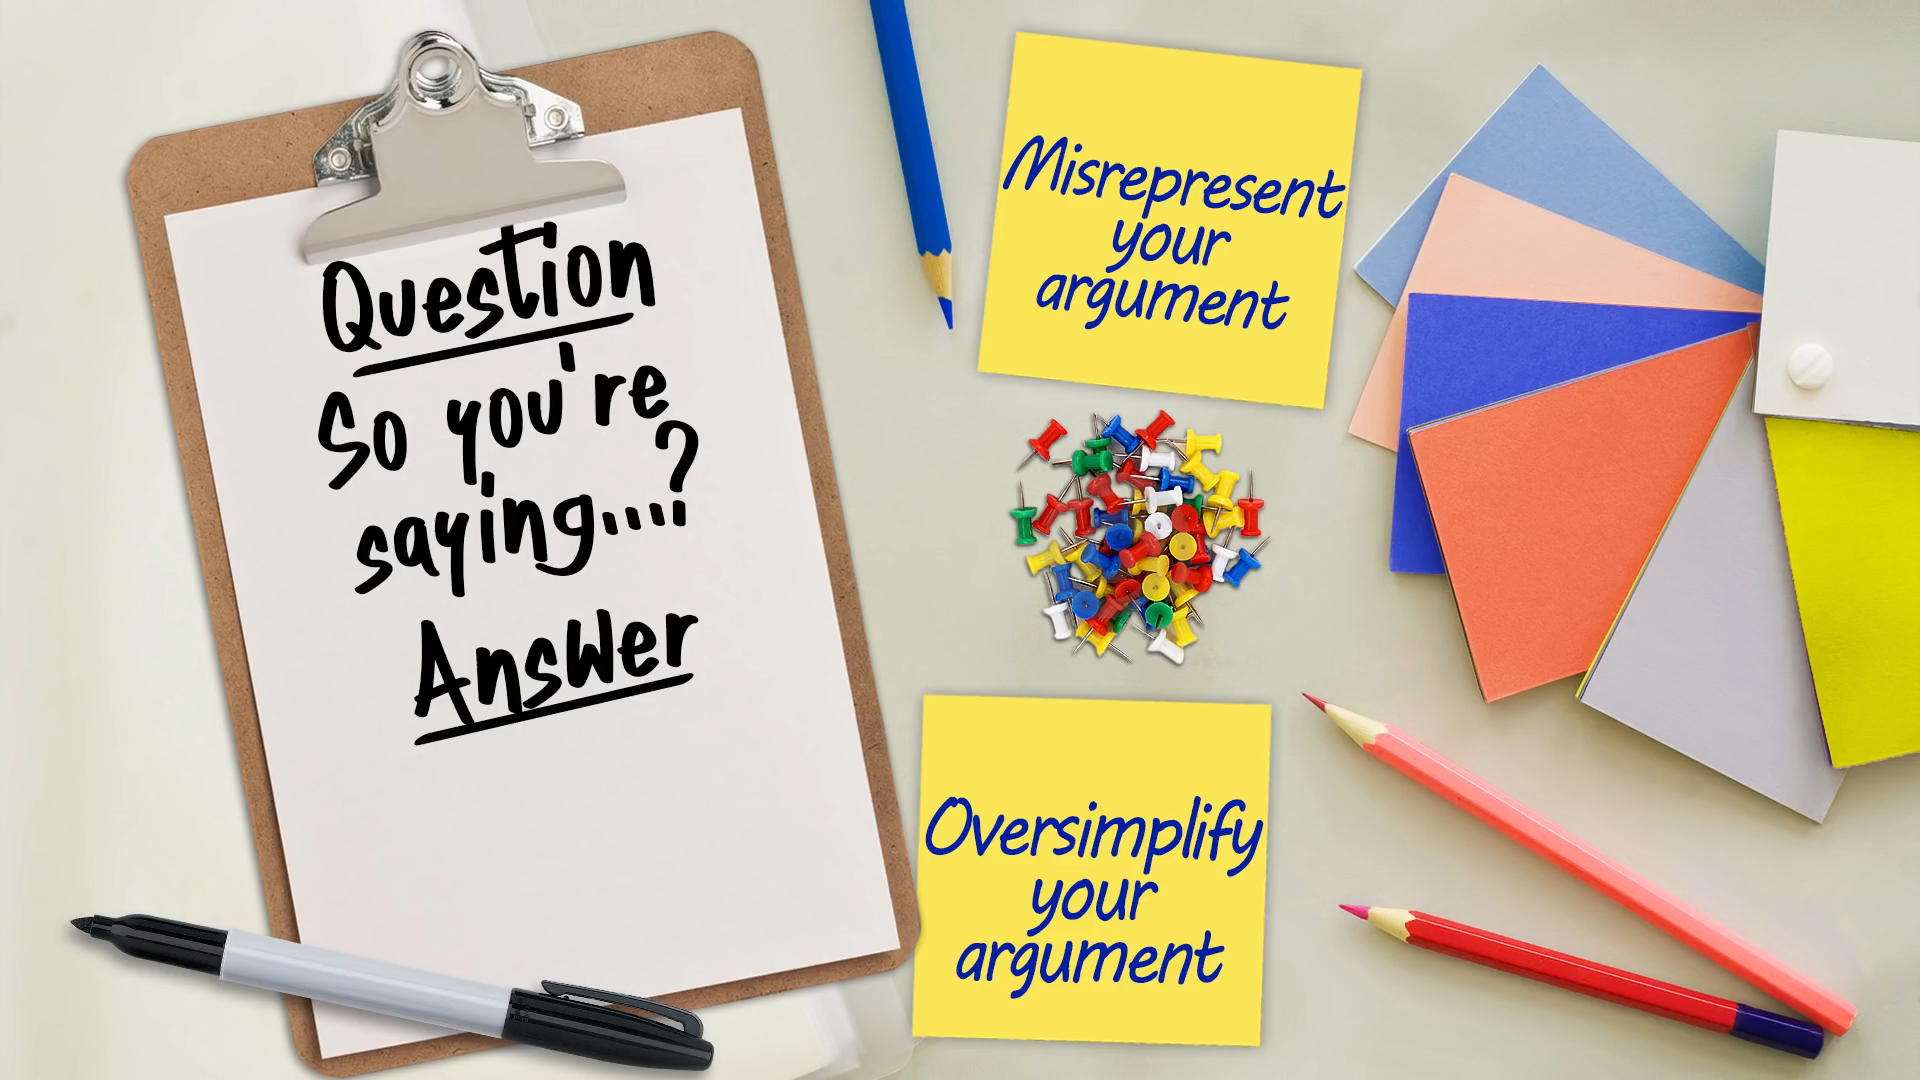 Question
So you're
saying....?
Answer
Misrepresent
your
argument
Oversimplify
your
argument